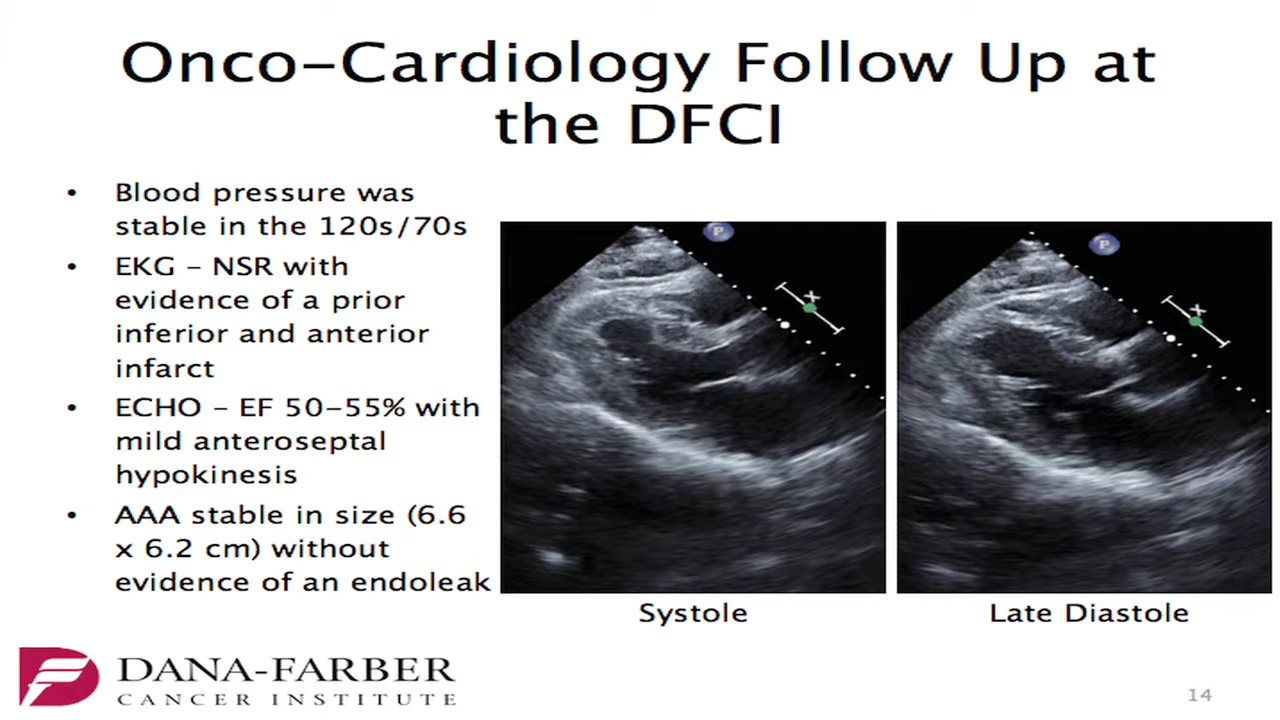 Onco–Cardiology Follow Up at
the DFCI
• Blood pressure was
stable in the 120s/70s
• EKG – NSR with
evidence of a prior
inferior and anterior
infarct
• ECHO – EF 50–55% with
mild anteroseptal
hypokinesis
• AAA stable in size (6.6
x 6.2 cm) without
evidence of an endoleak
P
X
P
X
Systole
Late Diastole
DANA-FARBER
CANCER INSTITUTE
14